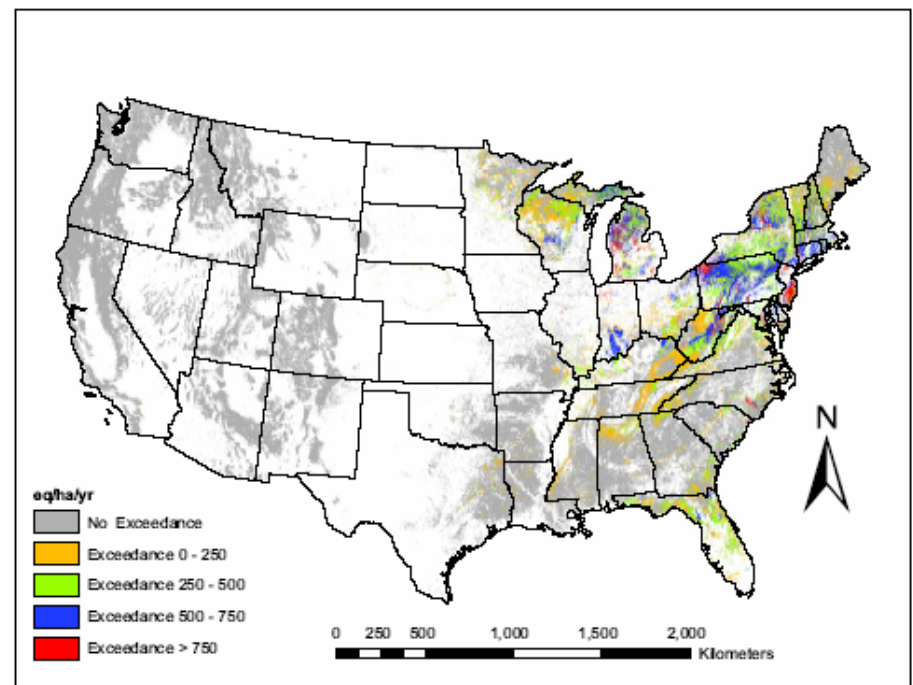 N
eq/ha/yr
No Exceedance
Exceedance 0 - 250
Exceedance 250 - 500
Exceedance 500 - 750
Exceedance > 750
0 250 500 1,000 1,500 2,000
Kilometers